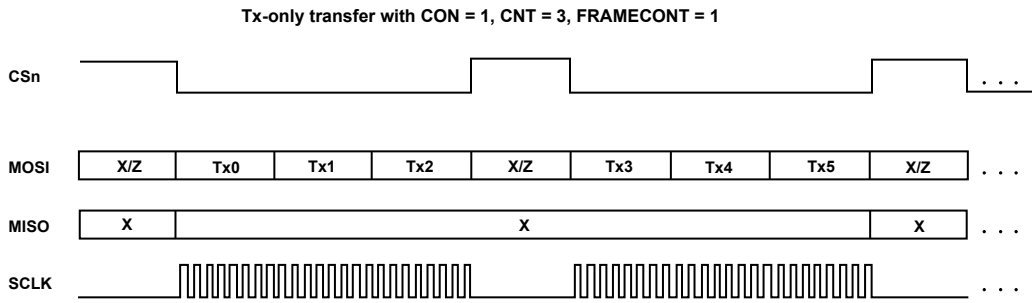 Tx-only transfer with CON = 1, CNT = 3, FRAMECONT = 1
CSn . . .
MOSI X/Z Tx0 Tx1 Tx2 X/Z Tx3 Tx4 Tx5 X/Z . . .
MISO X X X . . .
SCLK . . .